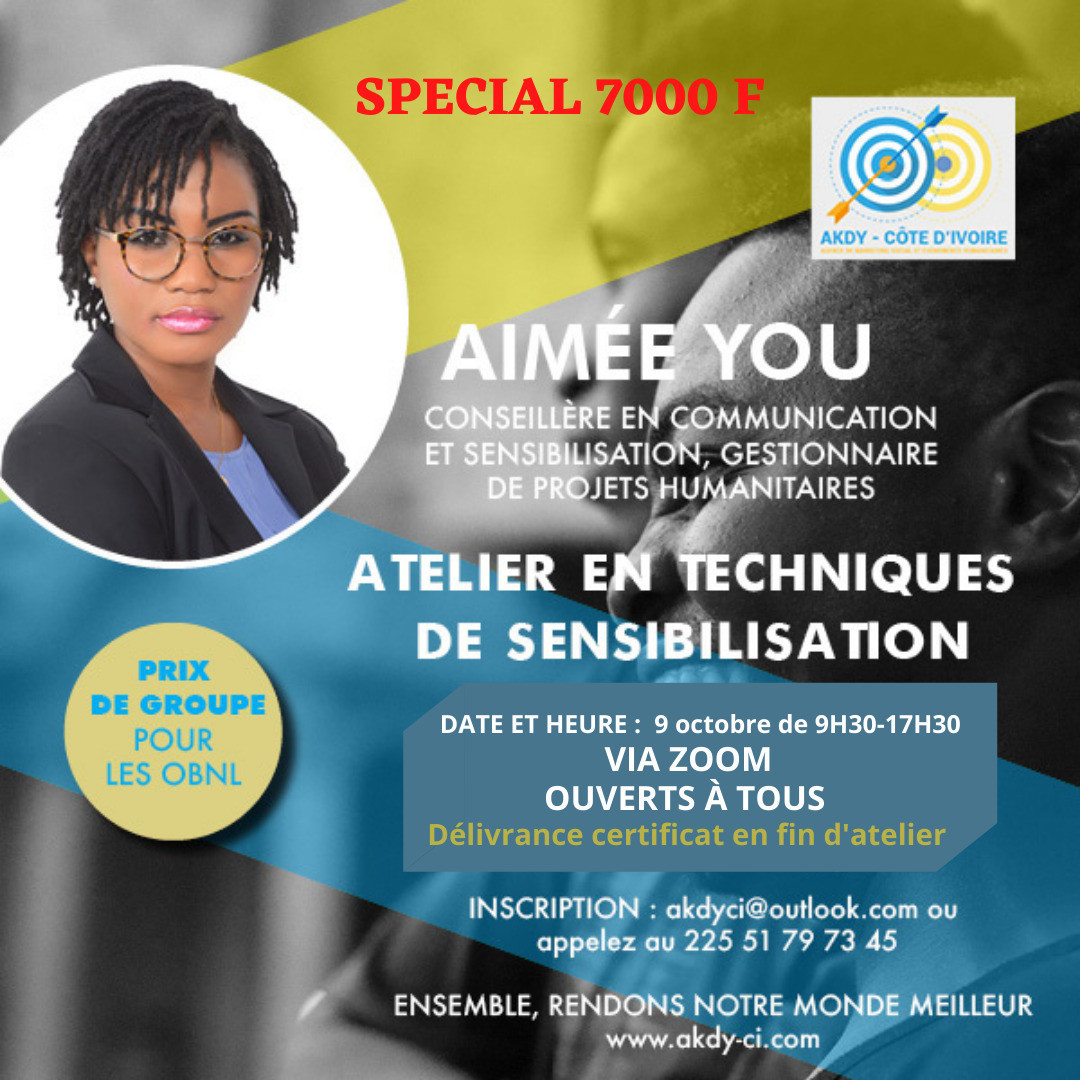 SPECIAL 7000 F
AKDY - CÔTE D'IVOIRE
AIMÉE YOU
CONSEILLÈRE EN COMMUNICATION
ET SENSIBILISATION, GESTIONNAIRE
DE PROJETS HUMANITAIRES
ATELIER EN TECHNIQUES
DE SENSIBILISATION
PRIX
DE GROUPE
POUR
LES OBNL
DATE ET HEURE : 9 octobre de 9H30-17H30
VIA ZOOM
OUVERTS À TOUS
Délivrance certificat en fin d'atelier
INSCRIPTION : akdyci@outlook.com ou
appelez au 225 51 79 73 45
ENSEMBLE, RENDONS NOTRE MONDE MEILLEUR
www.akdy-ci.com